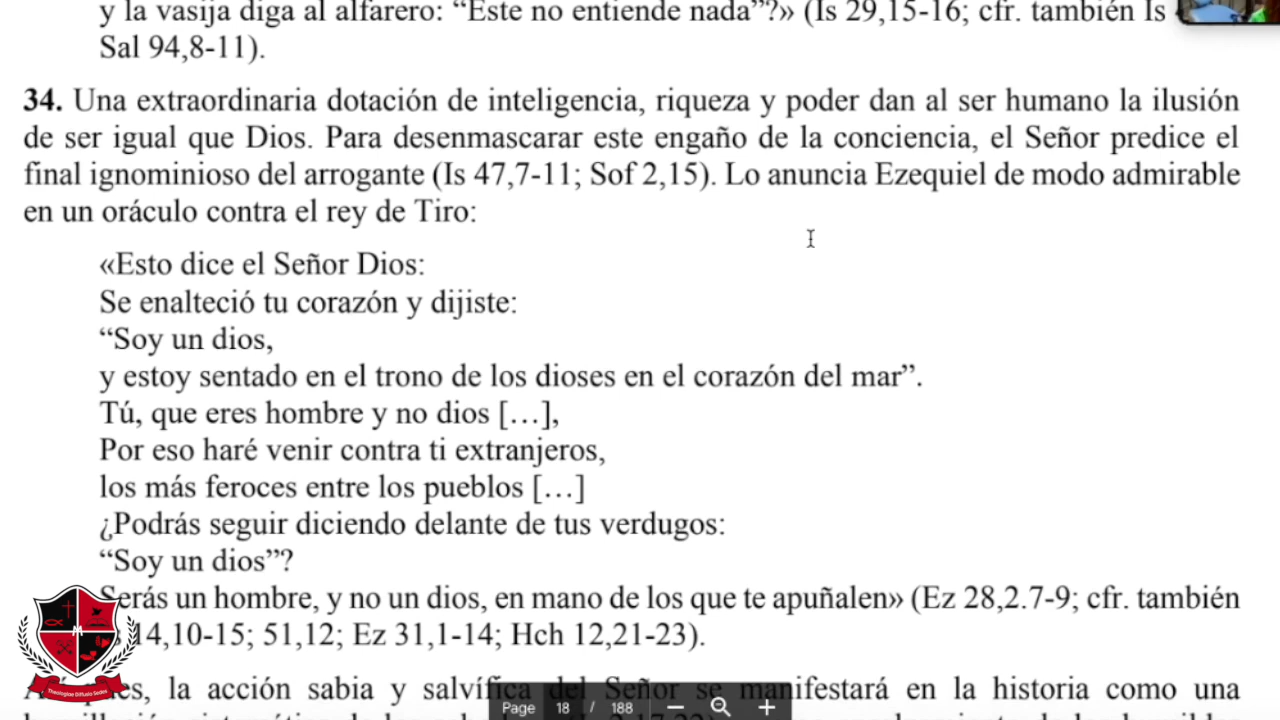 y la vasija diga al alfarero: “Este no entiende nada”?» (Is 29,15-16; cfr. también Is
Sal 94,8-11).
34. Una extraordinaria dotación de inteligencia, riqueza y poder dan al ser humano la ilusión
de ser igual que Dios. Para desenmascarar este engaño de la conciencia, el Señor predice el
final ignominioso del arrogante (Is 47,7-11; Sof 2,15). Lo anuncia Ezequiel de modo admirable
en un oráculo contra el rey de Tiro:
«Esto dice el Señor Dios:
Se enalteció tu corazón y dijiste:
“Soy un dios,
y estoy sentado en el trono de los dioses en el corazón del mar”.
Tú, que eres hombre y no dios […],
Por eso haré venir contra ti extranjeros,
los más feroces entre los pueblos […]
¿Podrás seguir diciendo delante de tus verdugos:
“Soy un dios”?
Serás un hombre, y no un dios, en mano de los que te apuñalen» (Ez 28,2.7-9; cfr. también
14,10-15; 51,12; Ez 31,1-14; Hch 12,21-23).
la acción sabia y salvífica del Señor se manifestará en la historia como una
Page 18 / 188
Theologiae Diffusio Sedes